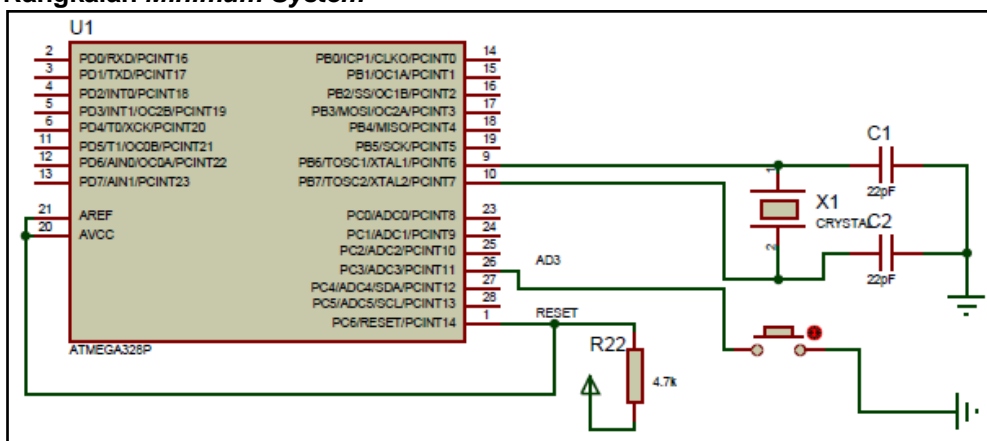 U1
2 PD0/RXD/PCINT16
3 PD1/TXD/PCINT17
4 PD2/INT0/PCINT18
5 PD3/INT1/OC2B/PCINT19
6 PD4/T0/XCK/PCINT20
11 PD5/T1/OC0B/PCINT21
12 PD6/AIN0/OC0A/PCINT22
13 PD7/AIN1/PCINT23
21 AREF
20 AVCC
PB0/ICP1/CLKO/PCINT0 14
PB1/OC1A/PCINT1 15
PB2/SS/OC1B/PCINT2 16
PB3/MOSI/OC2A/PCINT3 17
PB4/MISO/PCINT4 18
PB5/SCK/PCINT5 19
PB6/TOSC1/XTAL1/PCINT6 9
PB7/TOSC2/XTAL2/PCINT7 10
PC0/ADC0/PCINT8 23
PC1/ADC1/PCINT9 24
PC2/ADC2/PCINT10 25
PC3/ADC3/PCINT11 26
PC4/ADC4/SDA/PCINT12 27
PC5/ADC5/SCL/PCINT13 28
PC6/RESET/PCINT14 1
ATMEGA328P
AD3
RESET
C1
22pF
1
X1
CRYSTAL
2
C2
22pF
R22
4.7k